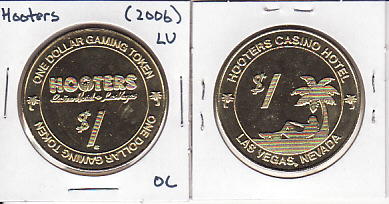 Hooters (2006)
LV
ONE DOLLAR GAMING TOKEN
HOOTERS
Casino Hotel • Las Vegas
$1
ONE DOLLAR GAMING TOKEN
OC
HOOTERS CASINO HOTEL
$1
LAS VEGAS, NEVADA